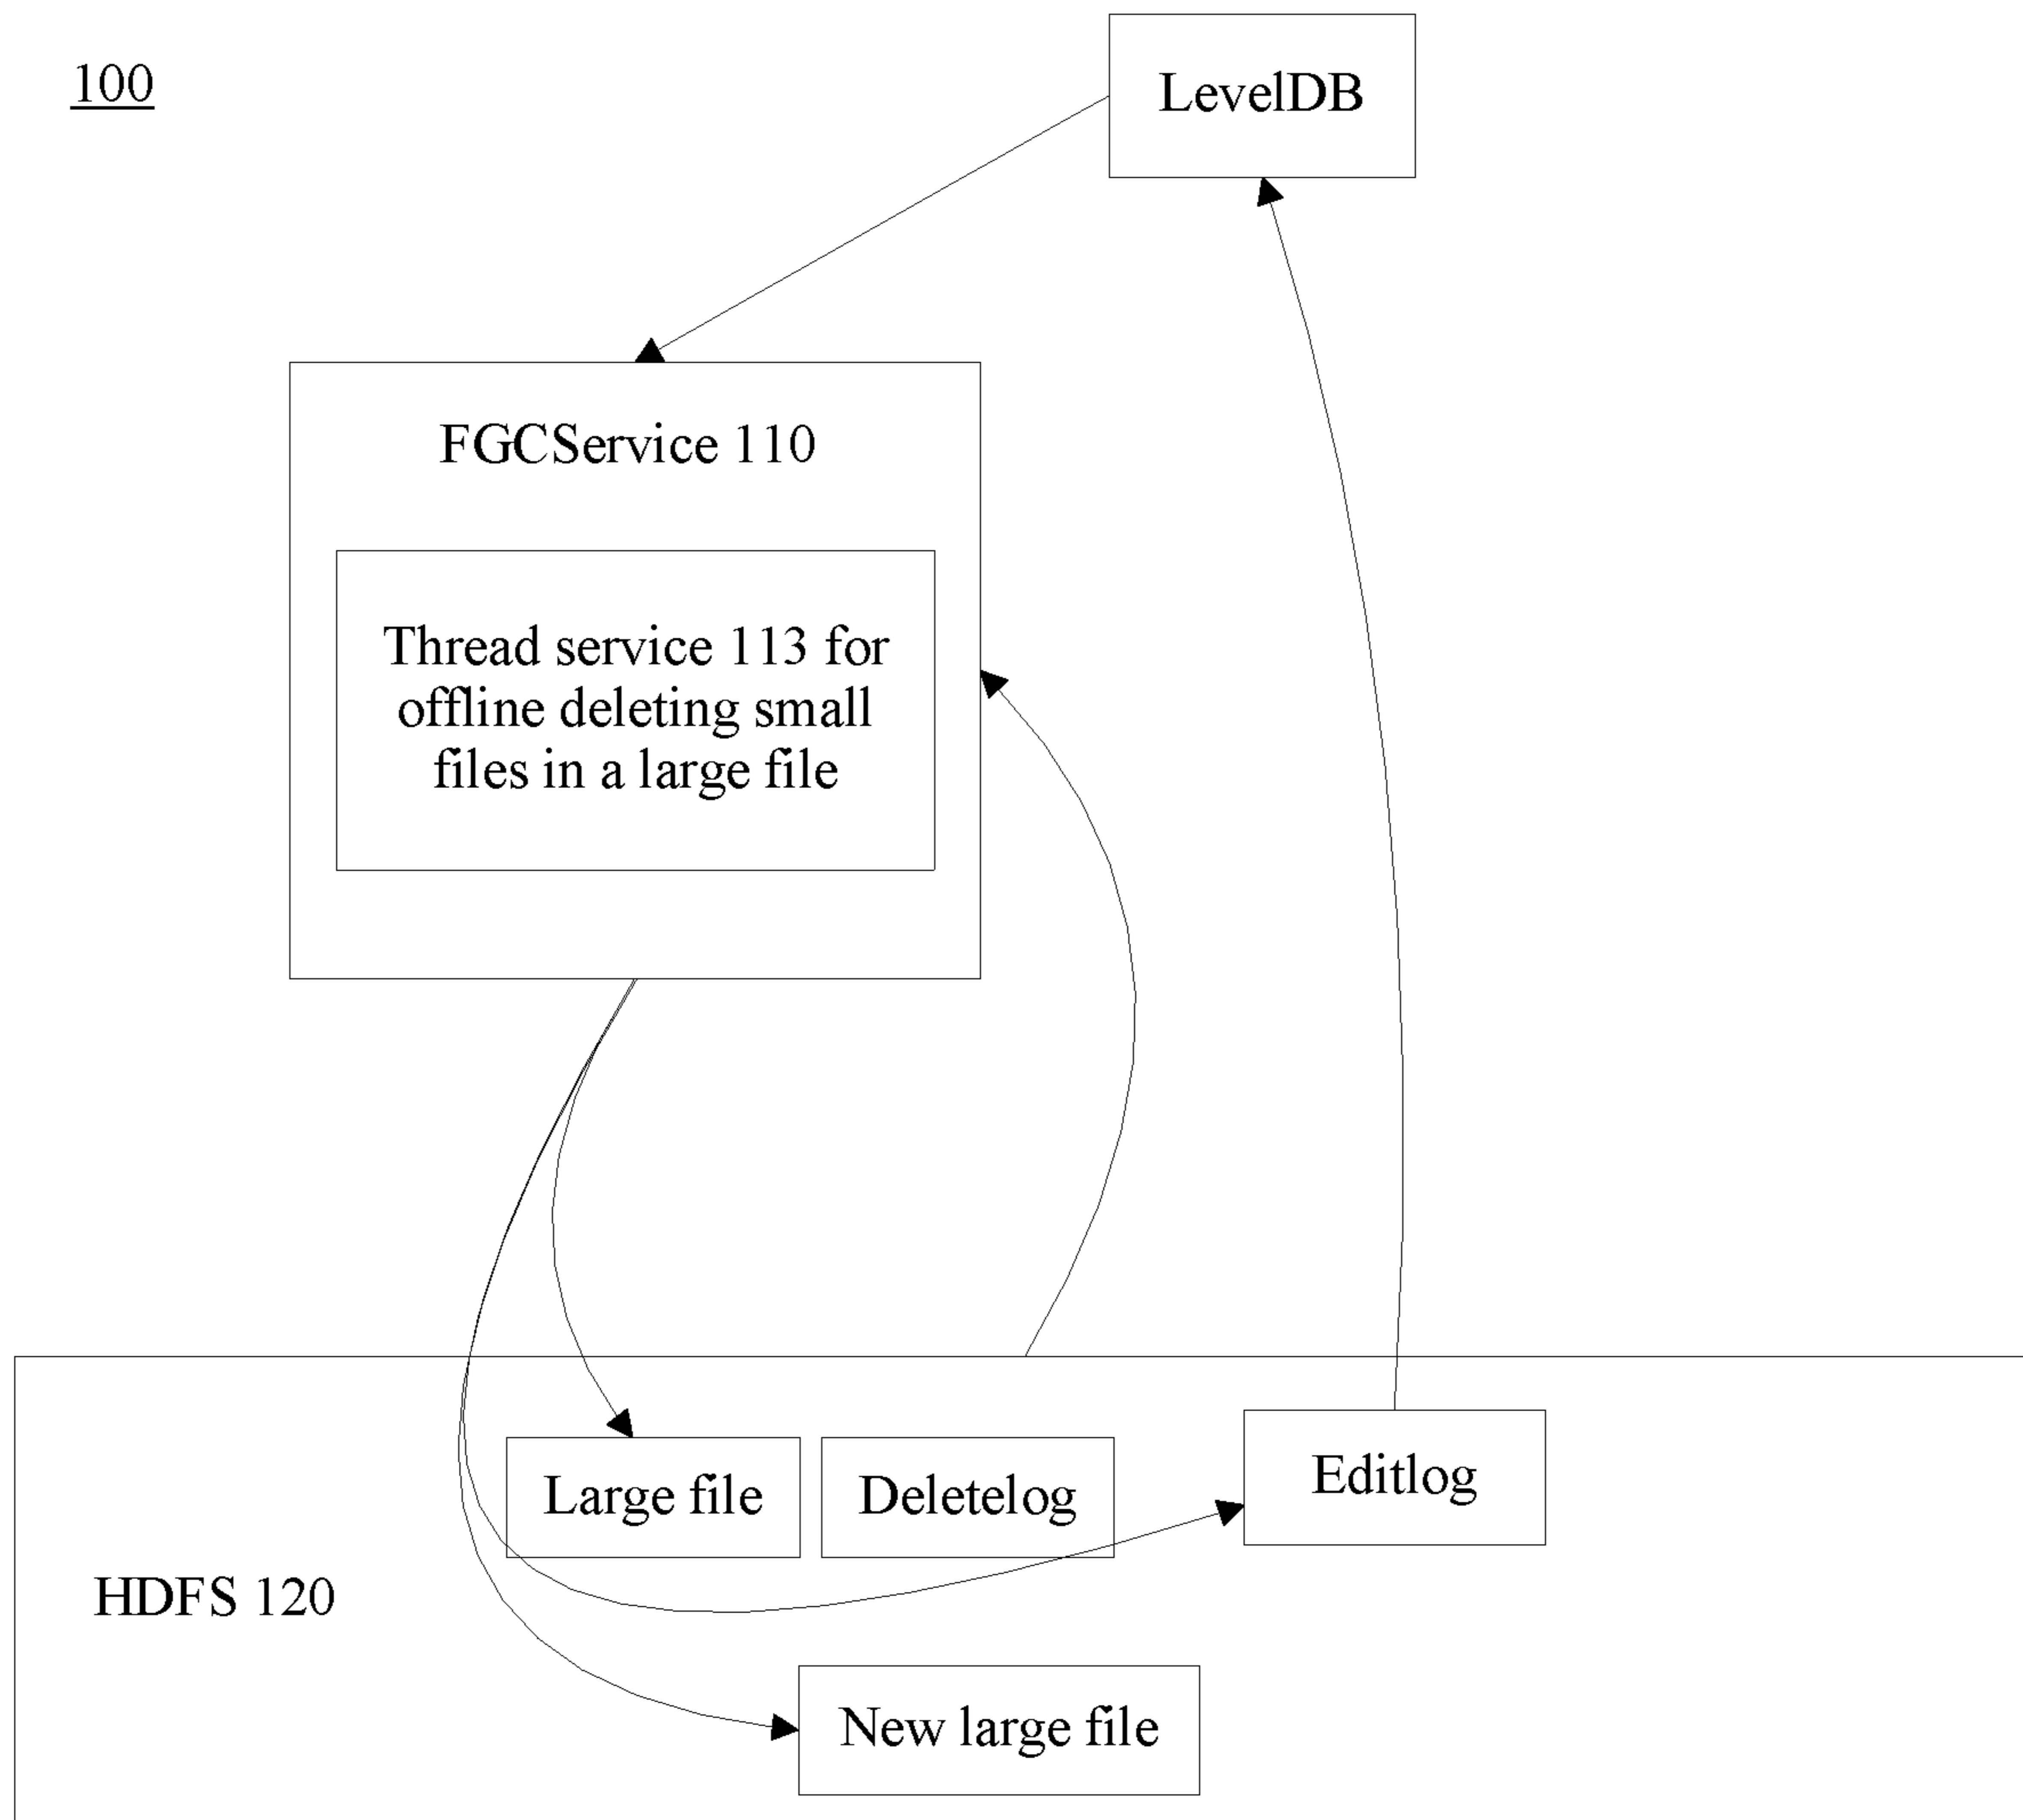 100
LevelDB
FGCService 110
Thread service 113 for
offline deleting small
files in a large file
Large file
Deletelog
Editlog
HDFS 120
New large file